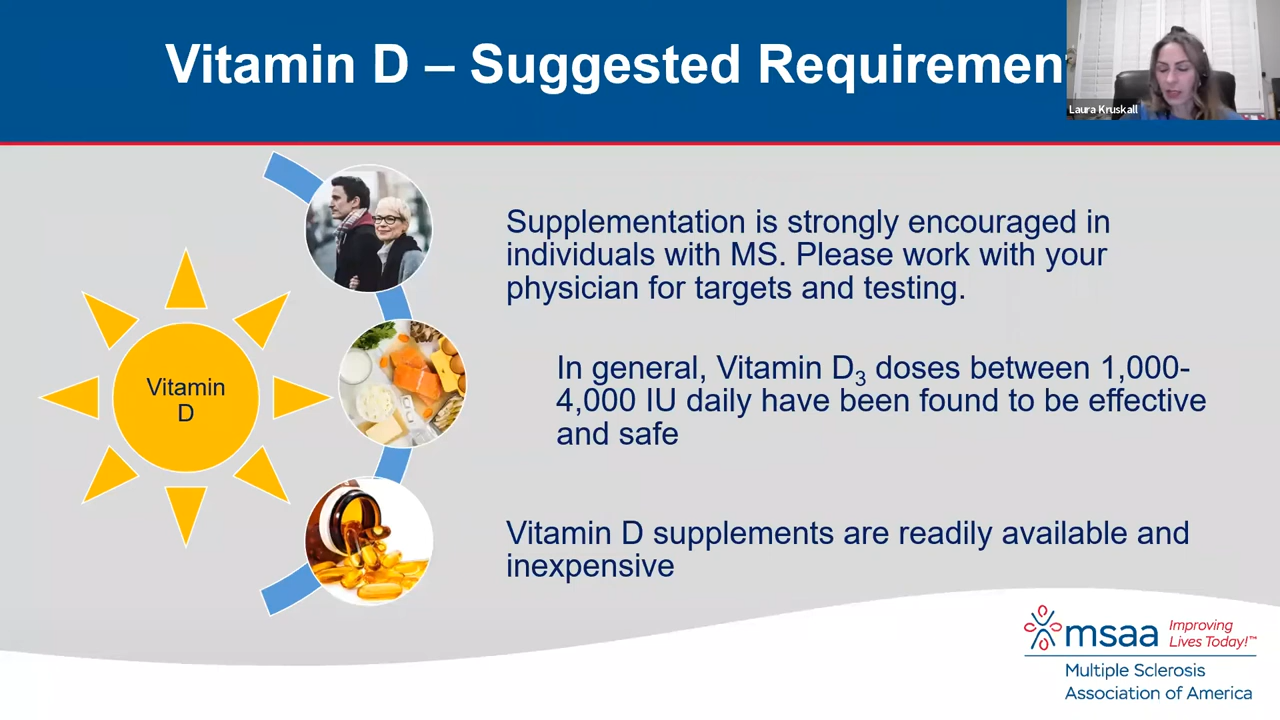 Vitamin D – Suggested Requiremen
Laura Kruskall
Vitamin
D
Supplementation is strongly encouraged in
individuals with MS. Please work with your
physician for targets and testing.
In general, Vitamin D₃ doses between 1,000-
4,000 IU daily have been found to be effective
and safe
Vitamin D supplements are readily available and
inexpensive
msaa
Improving
Lives Today!™
Multiple Sclerosis
Association of America